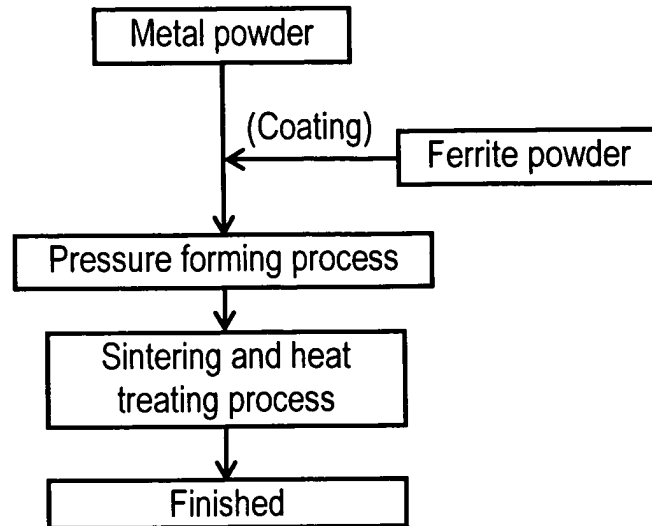 Metal powder
(Coating)
Ferrite powder
Pressure forming process
Sintering and heat
treating process
Finished